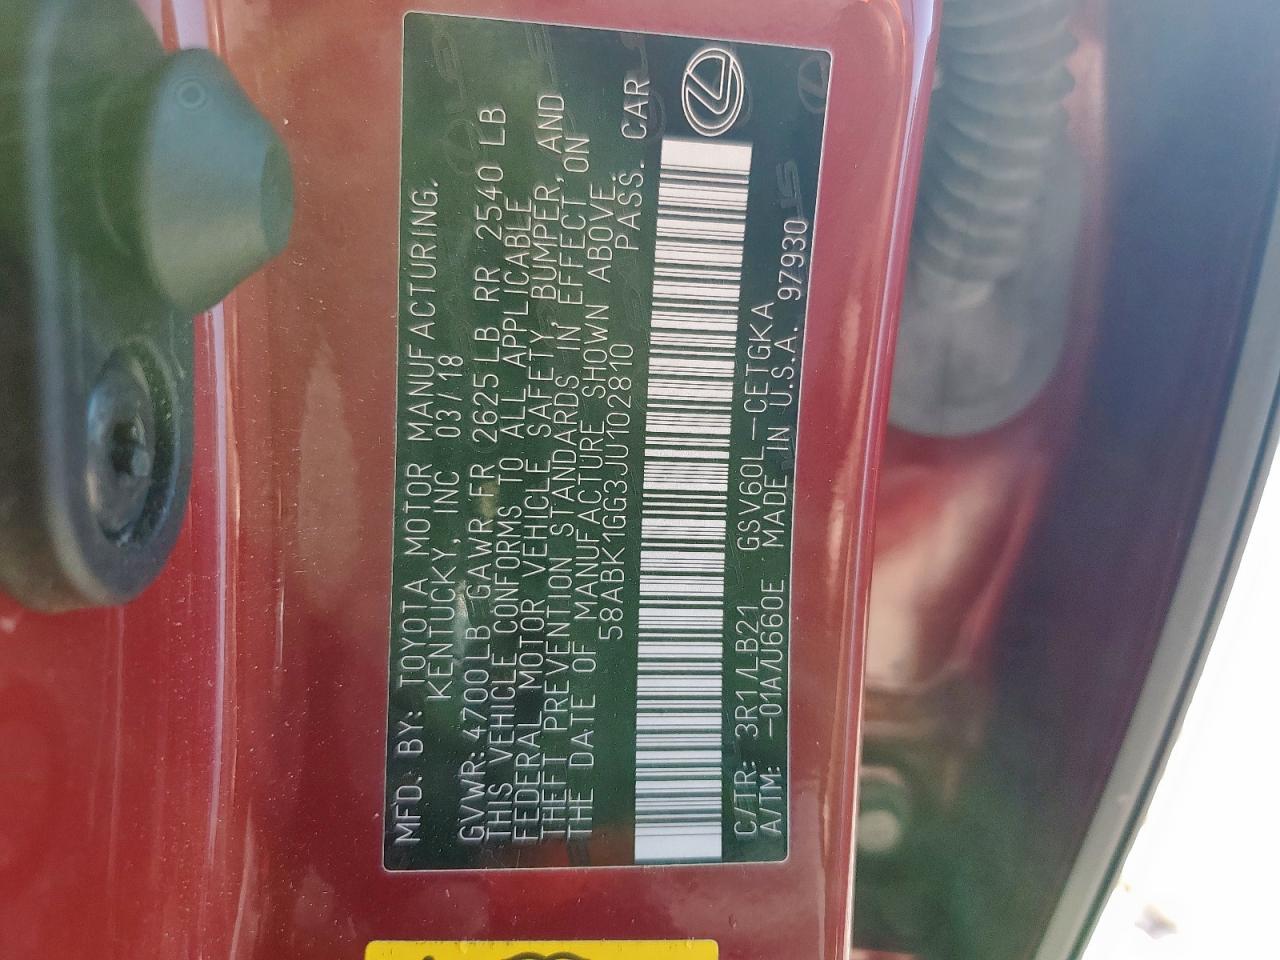 MFD. BY: TOYOTA MOTOR MANUFACTURING.
KENTUCKY, INC 03/18
GVWR: 4700LB GAWR FR 2625 LB RR 2540 LB
THIS VEHICLE CONFORMS TO ALL APPLICABLE
FEDERAL MOTOR VEHICLE SAFETY, BUMPER, AND
THEFT PREVENTION STANDARDS IN EFFECT ON
THE DATE OF MANUFACTURE SHOWN ABOVE.
58ABK1GG3JU102810 PASS. CAR
C/TR: 3R1/LB21 GSV60L-CETGKA
A/TM: -01A/U660E MADE IN U.S.A. 97930